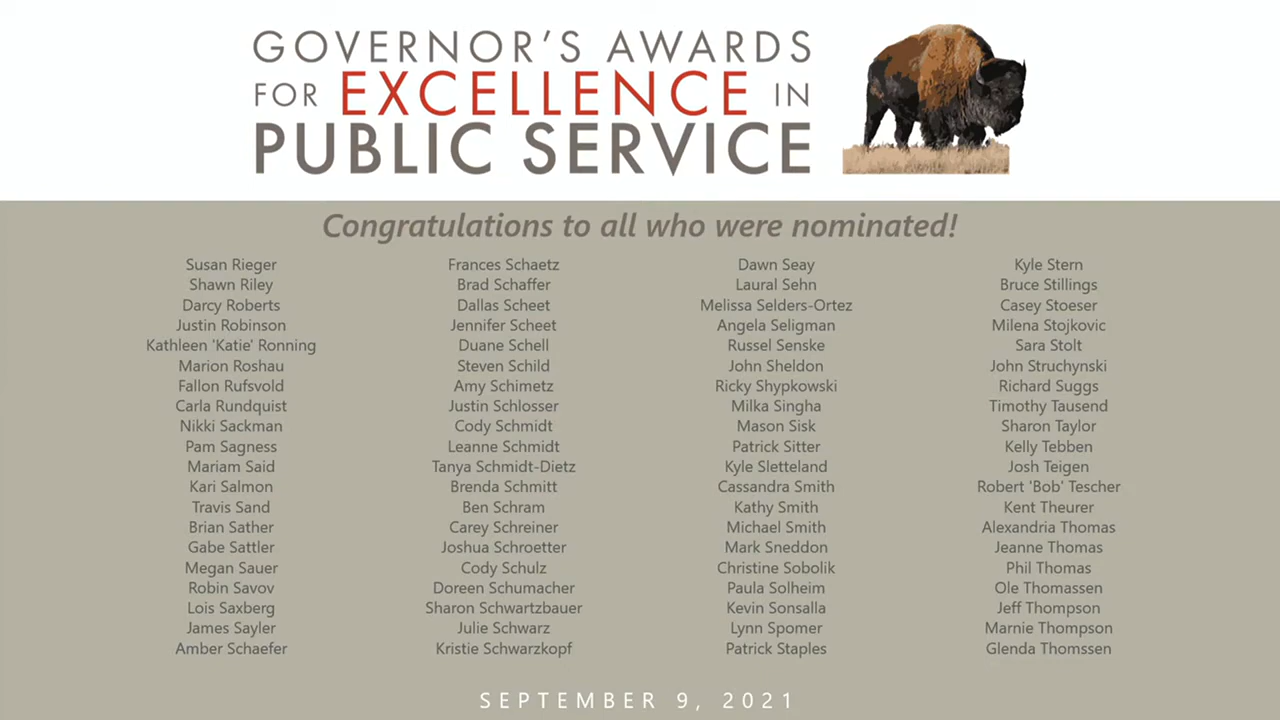 GOVERNOR'S AWARDS
FOR EXCELLENCE IN
PUBLIC SERVICE
Congratulations to all who were nominated!
Susan Rieger
Shawn Riley
Darcy Roberts
Justin Robinson
Kathleen 'Katie' Ronning
Marion Roshau
Fallon Rufsvold
Carla Rundquist
Nikki Sackman
Pam Sagness
Mariam Said
Kari Salmon
Travis Sand
Brian Sather
Gabe Sattler
Megan Sauer
Robin Savov
Lois Saxberg
James Sayler
Amber Schaefer
Frances Schaetz
Brad Schaffer
Dallas Scheet
Jennifer Scheet
Duane Schell
Steven Schild
Amy Schimetz
Justin Schlosser
Cody Schmidt
Leanne Schmidt
Tanya Schmidt-Dietz
Brenda Schmitt
Ben Schram
Carey Schreiner
Joshua Schroetter
Cody Schulz
Doreen Schumacher
Sharon Schwartzbauer
Julie Schwarz
Kristie Schwarzkopf
Dawn Seay
Laural Sehn
Melissa Selders-Ortez
Angela Seligman
Russel Senske
John Sheldon
Ricky Shypkowski
Milka Singha
Mason Sisk
Patrick Sitter
Kyle Sletteland
Cassandra Smith
Kathy Smith
Michael Smith
Mark Sneddon
Christine Sobolik
Paula Solheim
Kevin Sonsalla
Lynn Spomer
Patrick Staples
Kyle Stern
Bruce Stillings
Casey Stoeser
Milena Stojkovic
Sara Stolt
John Struchynski
Richard Suggs
Timothy Tausend
Sharon Taylor
Kelly Tebben
Josh Teigen
Robert 'Bob' Tescher
Kent Theurer
Alexandria Thomas
Jeanne Thomas
Phil Thomas
Ole Thomassen
Jeff Thompson
Marnie Thompson
Glenda Thomssen
SEPTEMBER 9, 2021